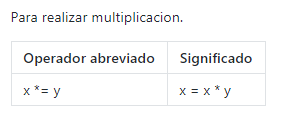 Para realizar multiplicacion.
Operador abreviado Significado
x *= y x = x * y